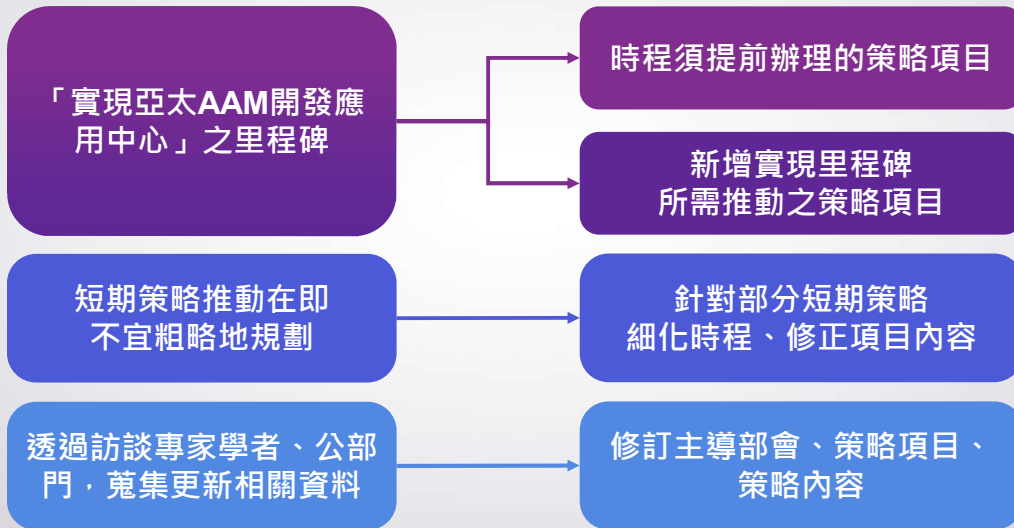 「實現亞太AAM開發應
用中心」之里程碑
時程須提前辦理的策略項目
新增實現里程碑
所需推動之策略項目
短期策略推動在即
不宜粗略地規劃
針對部分短期策略
細化時程、修正項目內容
透過訪談專家學者、公部
門，蒐集更新相關資料
修訂主導部會、策略項目、
策略內容